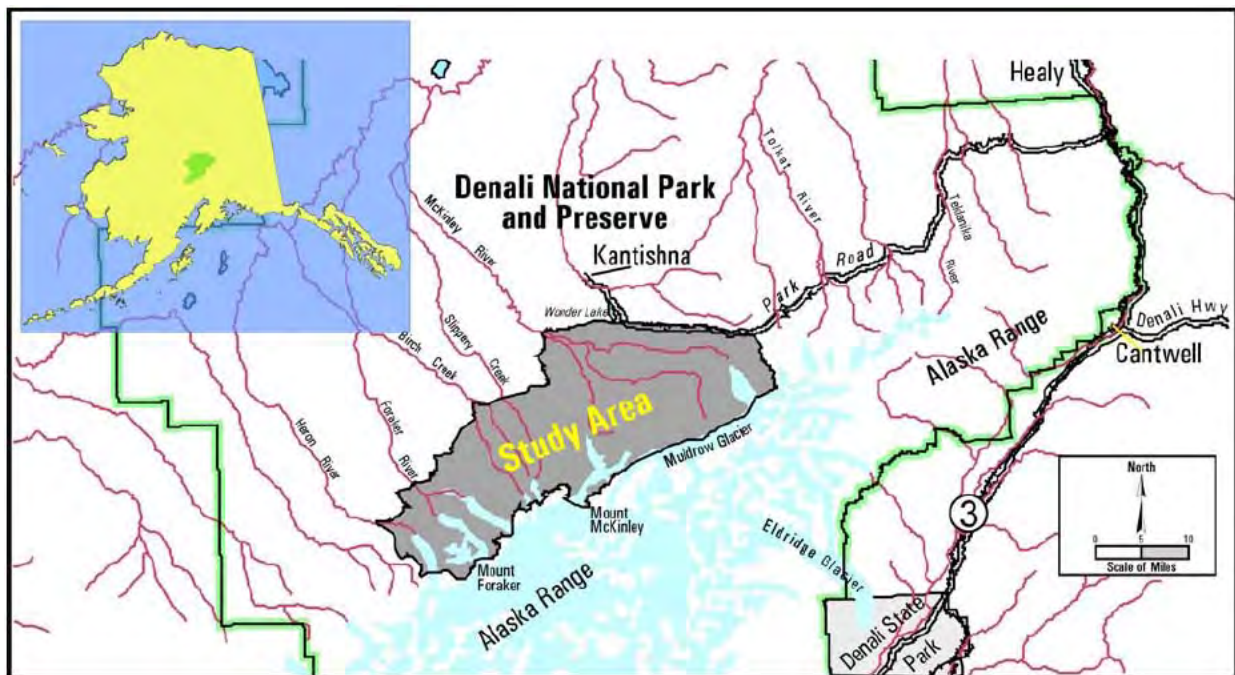 Healy
Denali National Park
and Preserve
Kantishna
McKinley
River
Tolkat
River
Teklanika
River
Park
Road
Wonder Lake
Denali Hwy
Cantwell
Alaska Range
Slippery
Creek
Birch Creek
Foraker
River
Heron
River
Study Area
Muldrow Glacier
Mount
McKinley
Mount
Foraker
Alaska Range
Eldridge Glacier
3
North
0 5 10
Scale of Miles
Denali State
Park